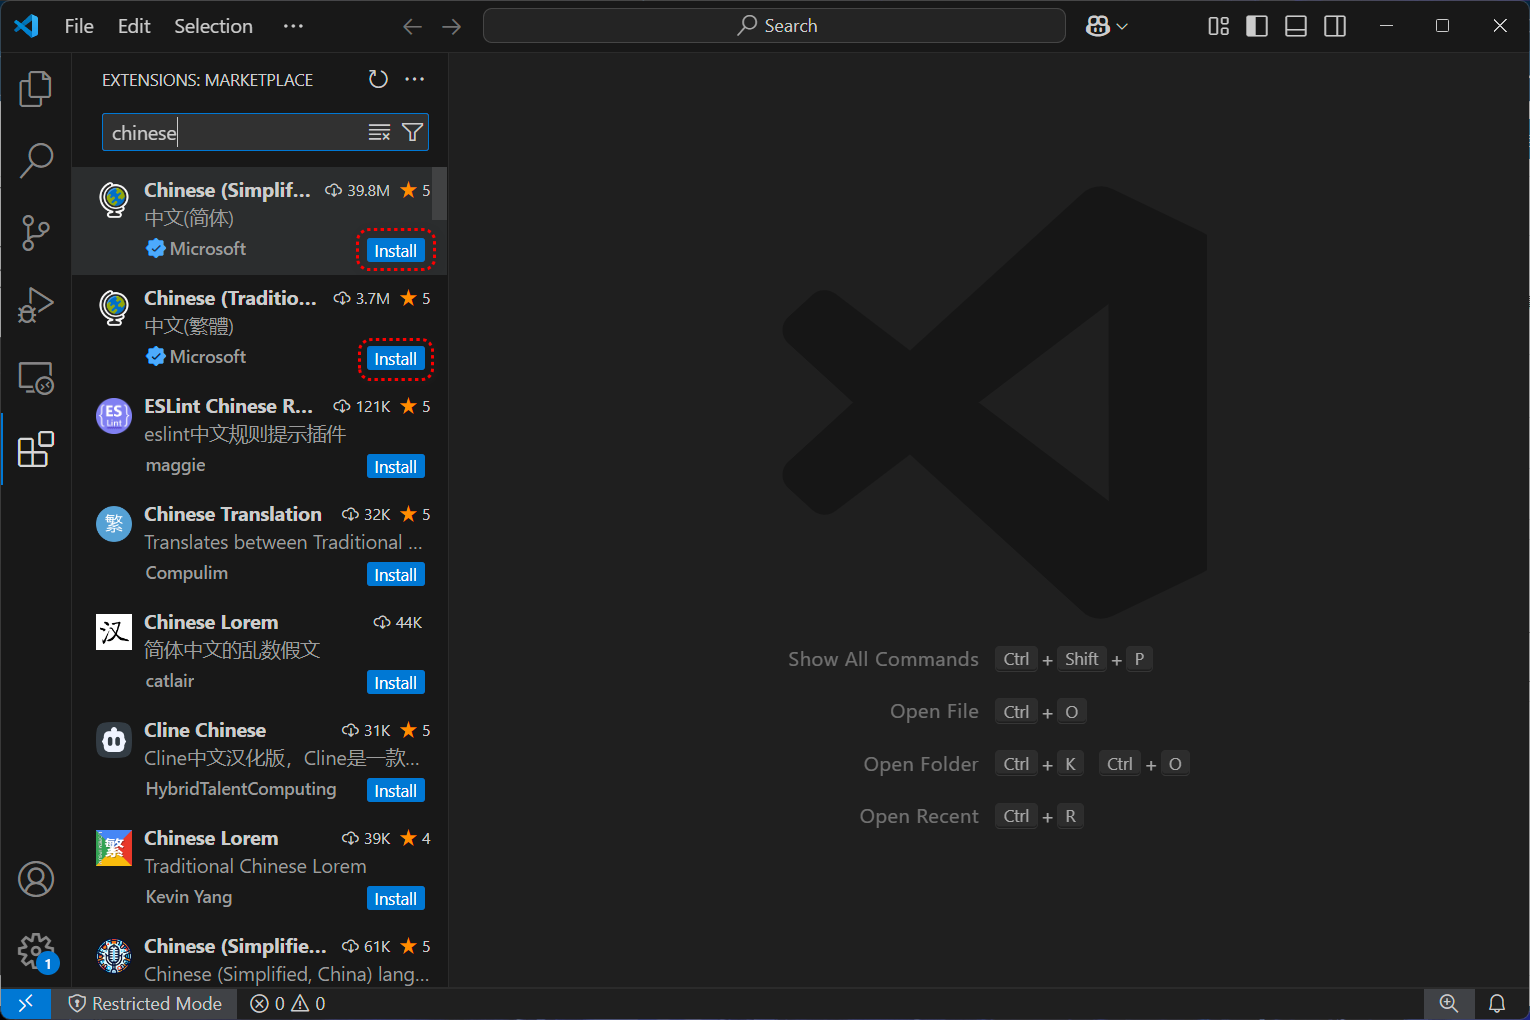 File Edit Selection ···
Search
EXTENSIONS: MARKETPLACE
chinese
Chinese (Simplif... 39.8M ★ 5
中文(简体)
Microsoft Install
Chinese (Traditio... 3.7M ★ 5
中文(繁體)
Microsoft Install
ES Lint
ESLint Chinese R... 121K ★ 5
eslint中文规则提示插件
maggie Install
繁
Chinese Translation 32K ★ 5
Translates between Traditional ...
Compulim Install
汉
Chinese Lorem 44K
简体中文的乱数假文
catlair Install
Cline Chinese 31K ★ 5
Cline中文汉化版，Cline是一款...
HybridTalentComputing Install
繁
Chinese Lorem 39K ★ 4
Traditional Chinese Lorem
Kevin Yang Install
Chinese (Simplifie... 61K ★ 5
Chinese (Simplified, China) lang...
Show All Commands Ctrl + Shift + P
Open File Ctrl + O
Open Folder Ctrl + K Ctrl + O
Open Recent Ctrl + R
1
Restricted Mode 0 0